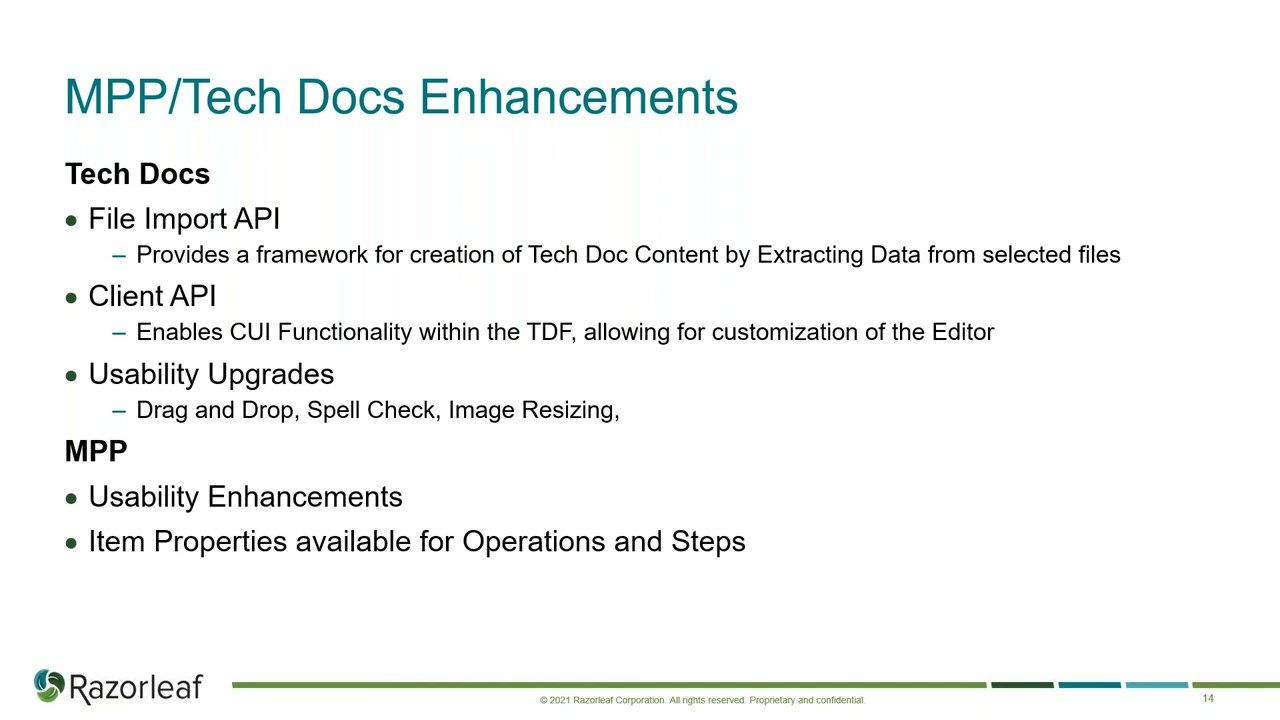 MPP/Tech Docs Enhancements
Tech Docs
• File Import API
– Provides a framework for creation of Tech Doc Content by Extracting Data from selected files
• Client API
– Enables CUI Functionality within the TDF, allowing for customization of the Editor
• Usability Upgrades
– Drag and Drop, Spell Check, Image Resizing,
MPP
• Usability Enhancements
• Item Properties available for Operations and Steps
Razorleaf
© 2021 Razorleaf Corporation. All rights reserved. Proprietary and confidential.
14